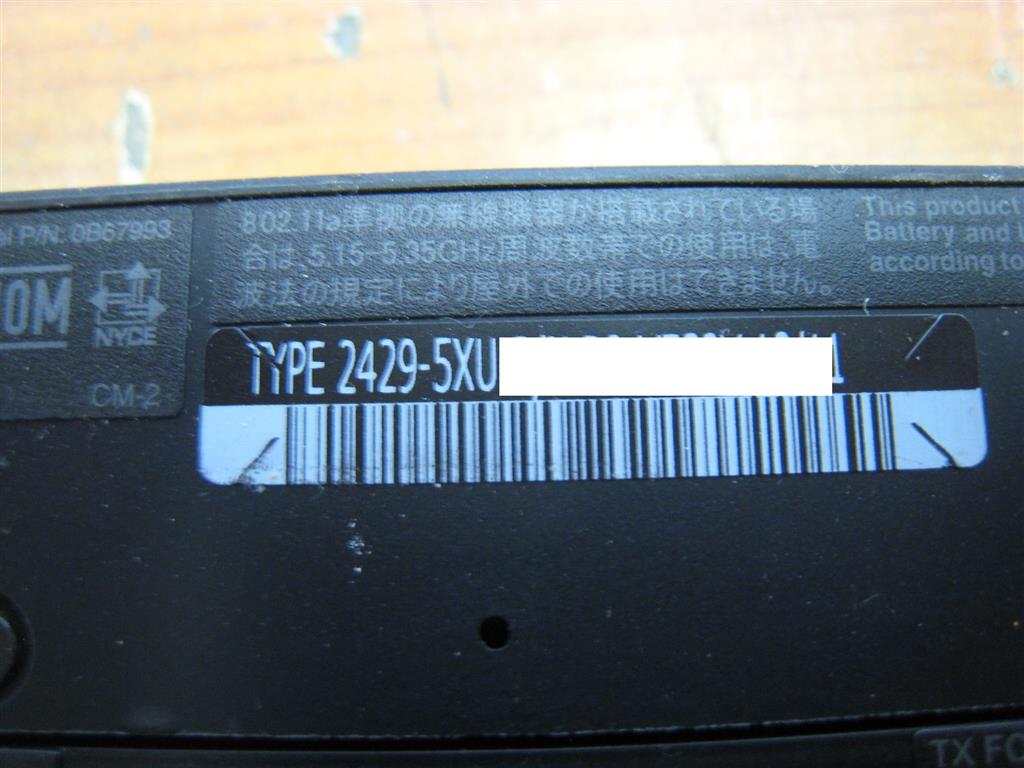 el P/N. 0B67993
NYCE
CM-2
802.11a準拠の無線機器が搭載されている場
合は、5.15-5.35GHz周波数帯での使用は、電
波法の規定により屋外での使用はできません。
This product
Battery and
according to
TYPE 2429-5XU
TX FC